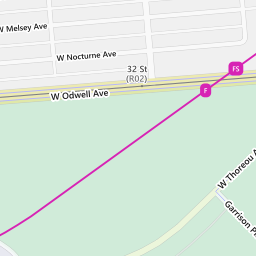 W Melsey Ave
W Nocturne Ave
32 St
(R02)
FS
F
W Odwell Ave
W Thoreou A
Garrison P